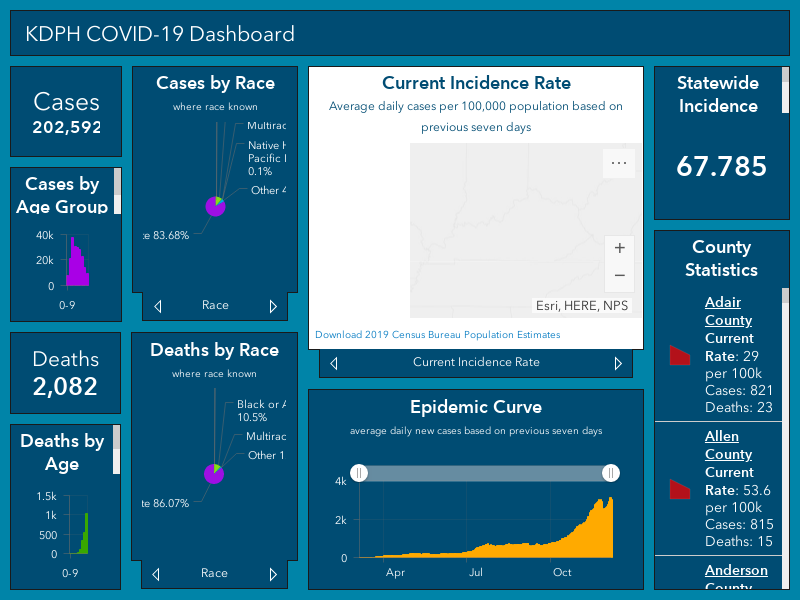 KDPH COVID-19 Dashboard
Cases
202,592
Cases by
Age Group
40k
20k
0
0-9
Deaths
2,082
Deaths by
Age
1.5k
1k
500
0
0-9
Cases by Race
where race known
Multirac
Native H
Pacific I
0.1%
Other 4
te 83.68%
Race
Deaths by Race
where race known
Black or A
10.5%
Multirac
Other 1
te 86.07%
Race
Current Incidence Rate
Average daily cases per 100,000 population based on
previous seven days
Esri, HERE, NPS
Download 2019 Census Bureau Population Estimates
Current Incidence Rate
Epidemic Curve
average daily new cases based on previous seven days
4k
2k
0
Apr
Jul
Oct
Statewide
Incidence
67.785
County
Statistics
Adair
County
Current
Rate: 29
per 100k
Cases: 821
Deaths: 23
Allen
County
Current
Rate: 53.6
per 100k
Cases: 815
Deaths: 15
Anderson
County